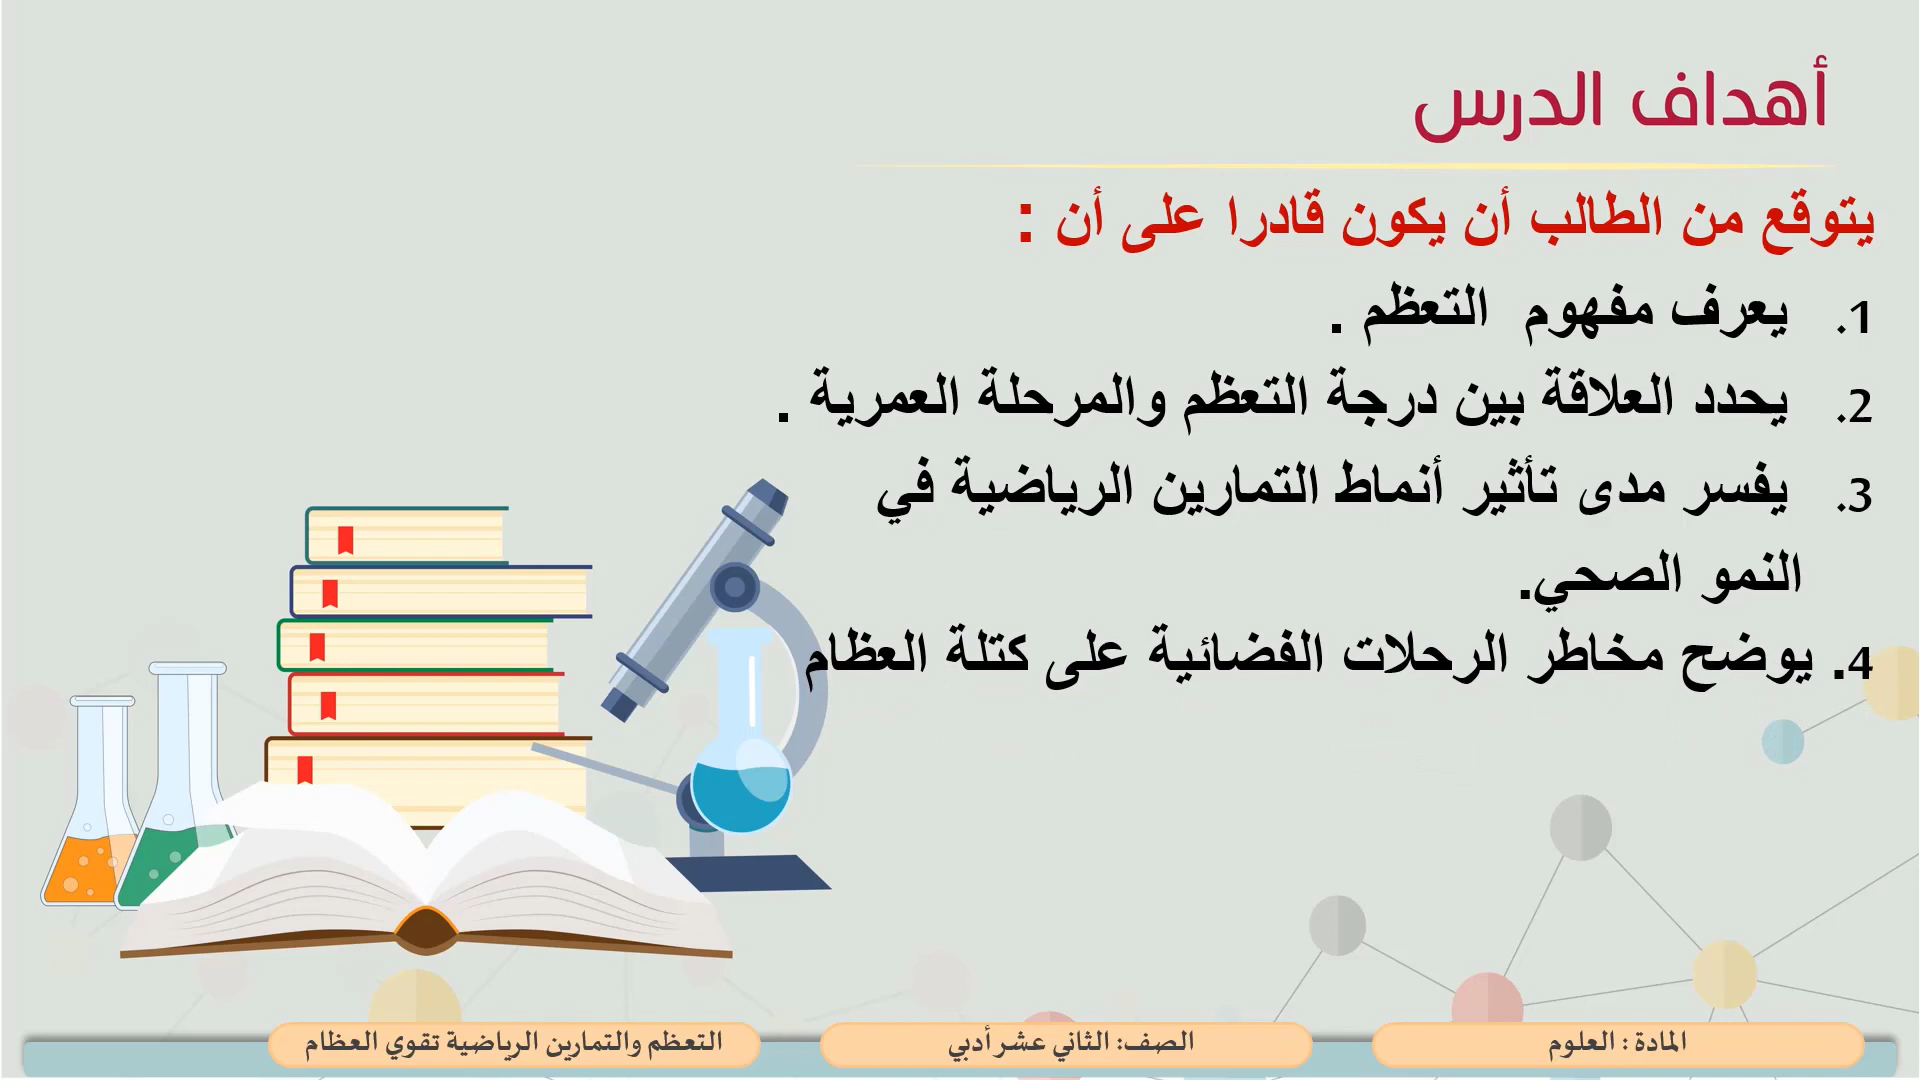 أهداف الدرس
يتوقع من الطالب أن يكون قادرا على أن :
1. يعرف مفهوم التعظم .
2. يحدد العلاقة بين درجة التعظم والمرحلة العمرية .
3. يفسر مدى تأثير أنماط التمارين الرياضية في
النمو الصحي.
4. يوضح مخاطر الرحلات الفضائية على كتلة العظام
المادة : العلوم
الصف: الثاني عشر أدبي
التعظم والتمارين الرياضية تقوي العظام